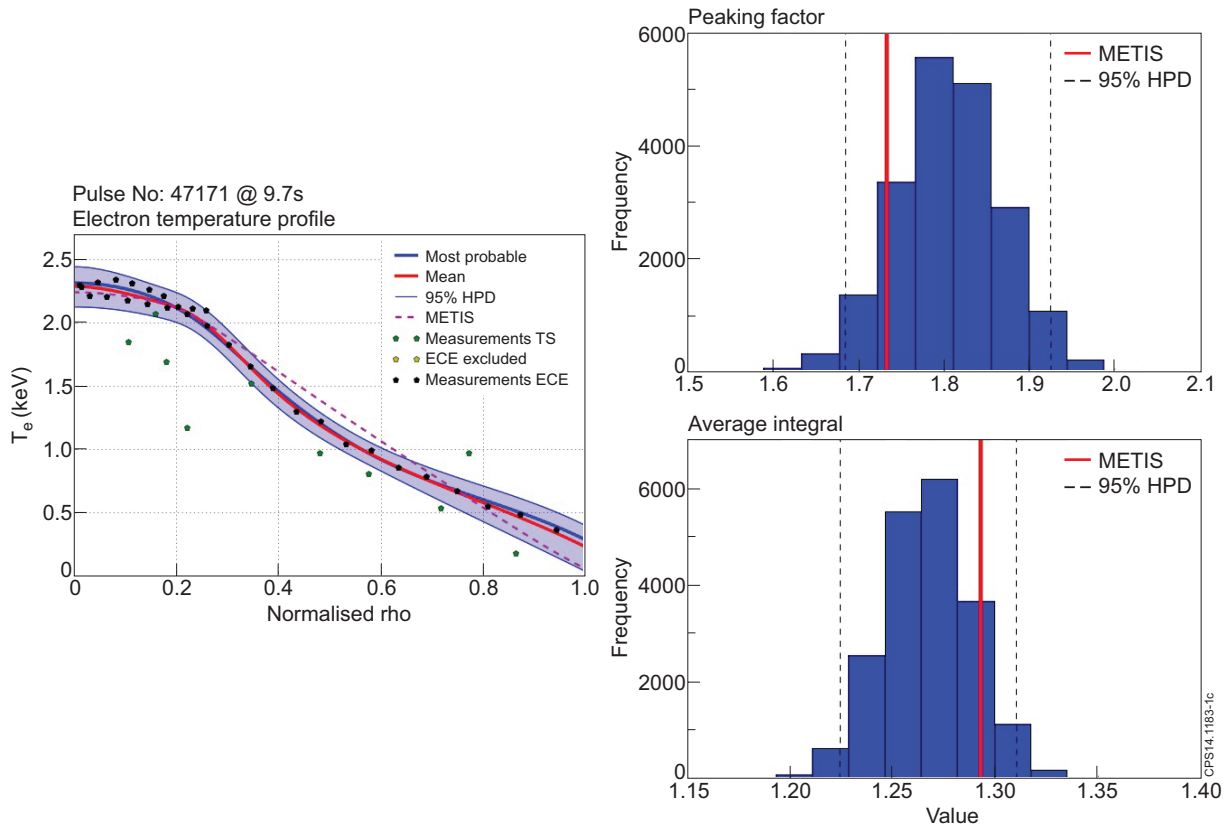 Pulse No: 47171 @ 9.7s
Electron temperature profile
Most probable
Mean
95% HPD
METIS
Measurements TS
ECE excluded
Measurements ECE
2.5
2.0
1.5
1.0
0.5
0
Te (keV)
0 0.2 0.4 0.6 0.8 1.0
Normalised rho
Peaking factor
METIS
95% HPD
6000
4000
2000
0
Frequency
1.5 1.6 1.7 1.8 1.9 2.0 2.1
Average integral
METIS
95% HPD
6000
4000
2000
0
Frequency
1.15 1.20 1.25 1.30 1.35 1.40
Value
CPS14.1183-1c